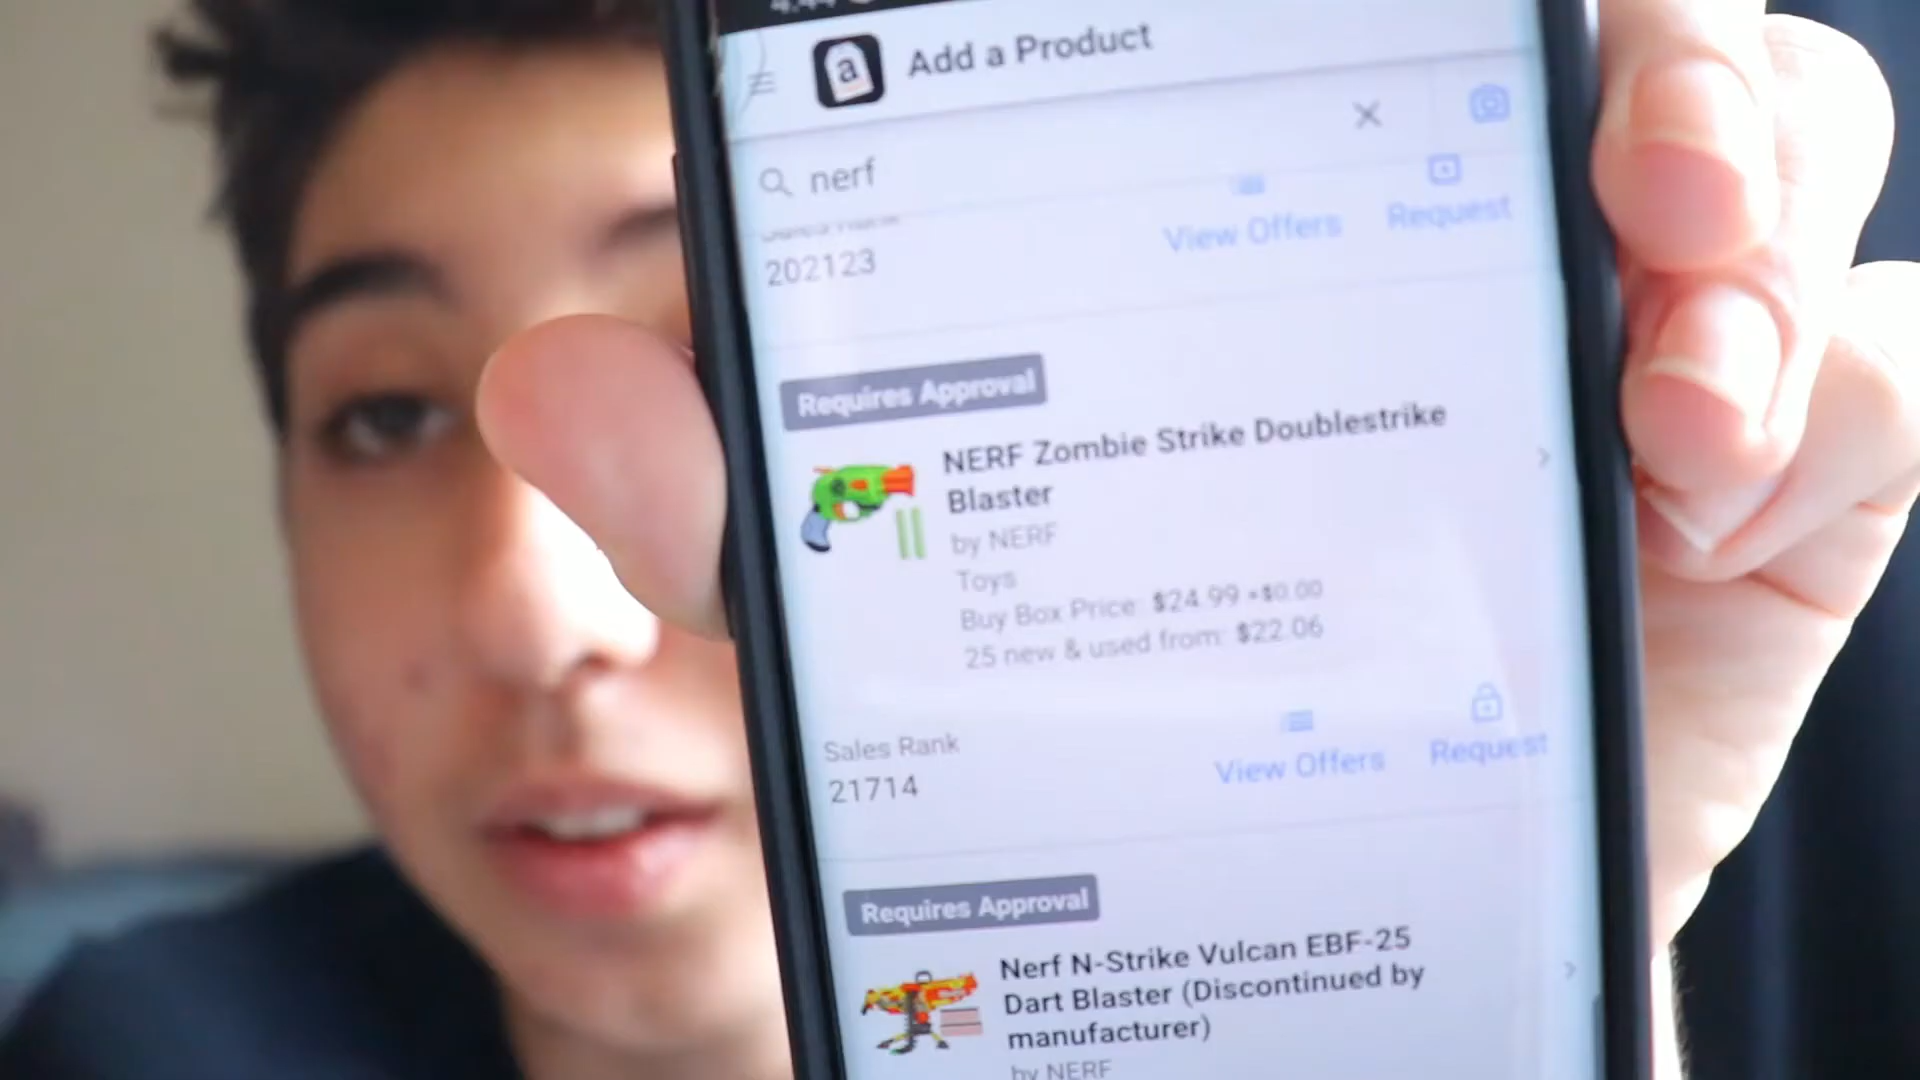 a Add a Product
nerf
202123
View Offers
Request
Requires Approval
NERF Zombie Strike Doublestrike
Blaster
by NERF
Toys
Buy Box Price: $24.99 +$0.00
25 new & used from: $22.06
Sales Rank
21714
View Offers
Request
Requires Approval
Nerf N-Strike Vulcan EBF-25
Dart Blaster (Discontinued by
manufacturer)
by NERF